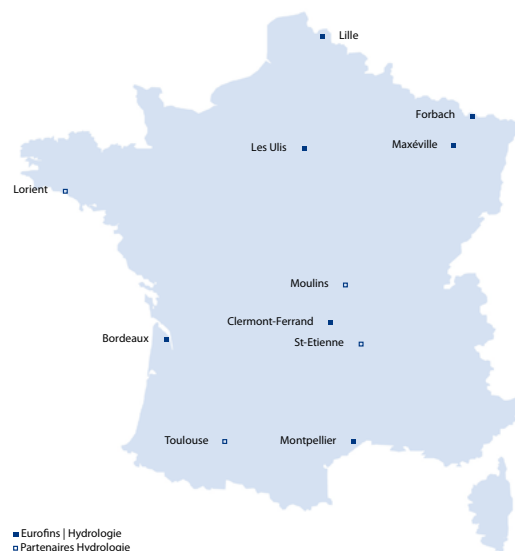 Lille
Forbach
Les Ulis
Maxéville
Lorient
Moulins
Clermont-Ferrand
Bordeaux
St-Etienne
Toulouse
Montpellier
Eurofins | Hydrologie
Partenaires Hydrologie